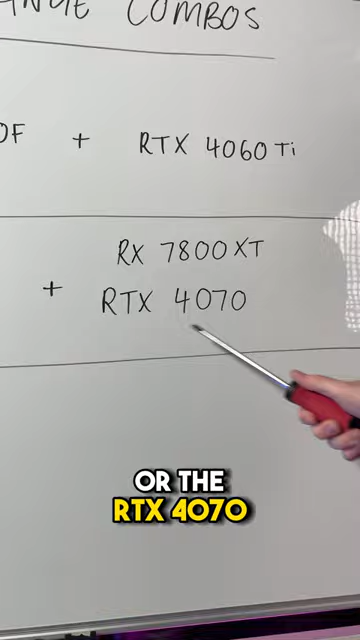 COMBOS
+ RTX 4060 Ti
RX 7800 XT
+
RTX 4070
OR THE
RTX 4070